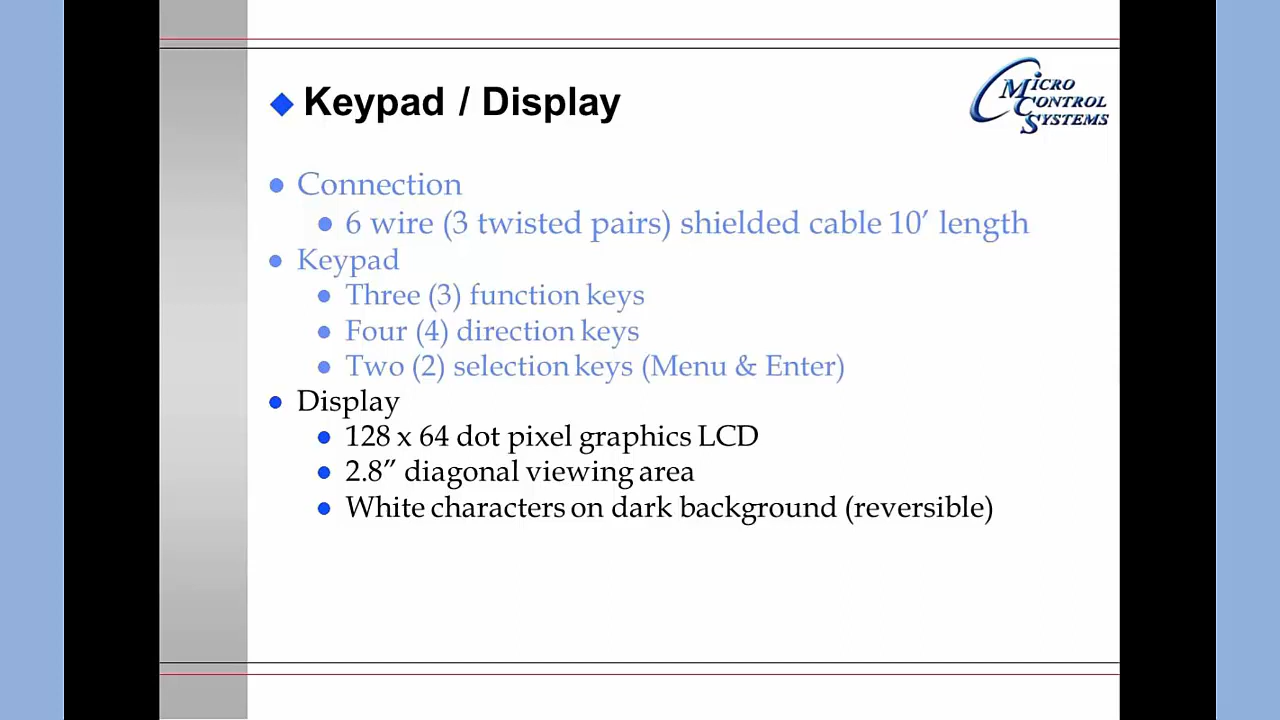 Keypad / Display
MICRO
CONTROL
SYSTEMS
Connection
6 wire (3 twisted pairs) shielded cable 10’ length
Keypad
Three (3) function keys
Four (4) direction keys
Two (2) selection keys (Menu & Enter)
Display
128 x 64 dot pixel graphics LCD
2.8” diagonal viewing area
White characters on dark background (reversible)